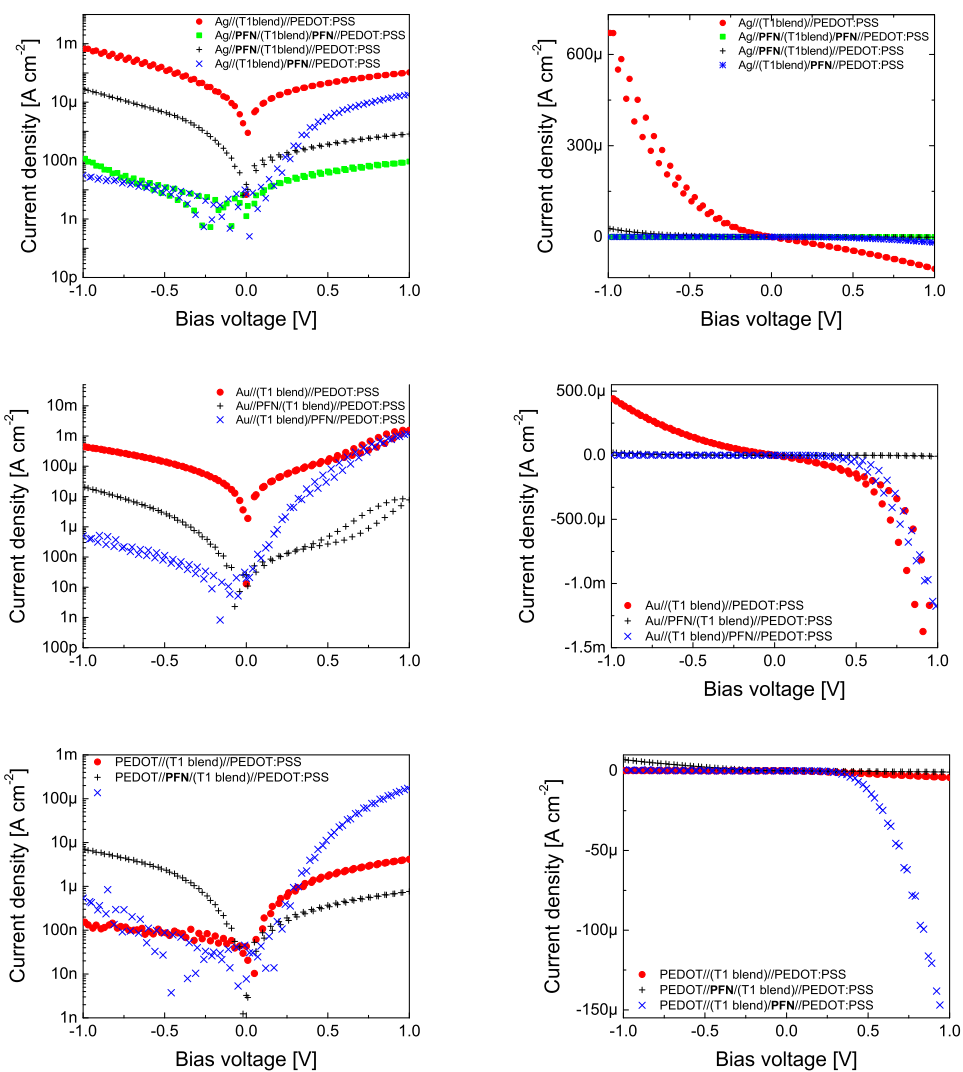 Ag//(T1blend)//PEDOT:PSS
Ag//PFN/(T1blend)/PFN//PEDOT:PSS
Ag//PFN/(T1blend)//PEDOT:PSS
Ag//(T1blend)/PFN//PEDOT:PSS
1m
10µ
100n
1n
10p
-1.0
-0.5
0.0
0.5
1.0
Current density [A cm-2]
Bias voltage [V]
Ag//(T1blend)//PEDOT:PSS
Ag//PFN/(T1blend)/PFN//PEDOT:PSS
Ag//PFN/(T1blend)//PEDOT:PSS
Ag//(T1blend)/PFN//PEDOT:PSS
600µ
300µ
0
-1.0
-0.5
0.0
0.5
1.0
Current density [A cm-2]
Bias voltage [V]
Au//(T1 blend)//PEDOT:PSS
Au//PFN/(T1 blend)//PEDOT:PSS
Au//(T1 blend)/PFN//PEDOT:PSS
10m
1m
100µ
10µ
1µ
100n
10n
1n
100p
-1.0
-0.5
0.0
0.5
1.0
Current density [A cm-2]
Bias voltage [V]
500.0µ
0.0
-500.0µ
-1.0m
-1.5m
Au//(T1 blend)//PEDOT:PSS
Au//PFN/(T1 blend)//PEDOT:PSS
Au//(T1 blend)/PFN//PEDOT:PSS
-1.0
-0.5
0.0
0.5
1.0
Current density [A cm-2]
Bias voltage [V]
PEDOT//(T1 blend)//PEDOT:PSS
PEDOT//PFN/(T1 blend)//PEDOT:PSS
1m
100µ
10µ
1µ
100n
10n
1n
-1.0
-0.5
0.0
0.5
1.0
Current density [A cm-2]
Bias voltage [V]
0
-50µ
-100µ
-150µ
PEDOT//(T1 blend)//PEDOT:PSS
PEDOT//PFN/(T1 blend)//PEDOT:PSS
PEDOT//(T1 blend)/PFN//PEDOT:PSS
-1.0
-0.5
0.0
0.5
1.0
Current density [A cm-2]
Bias voltage [V]